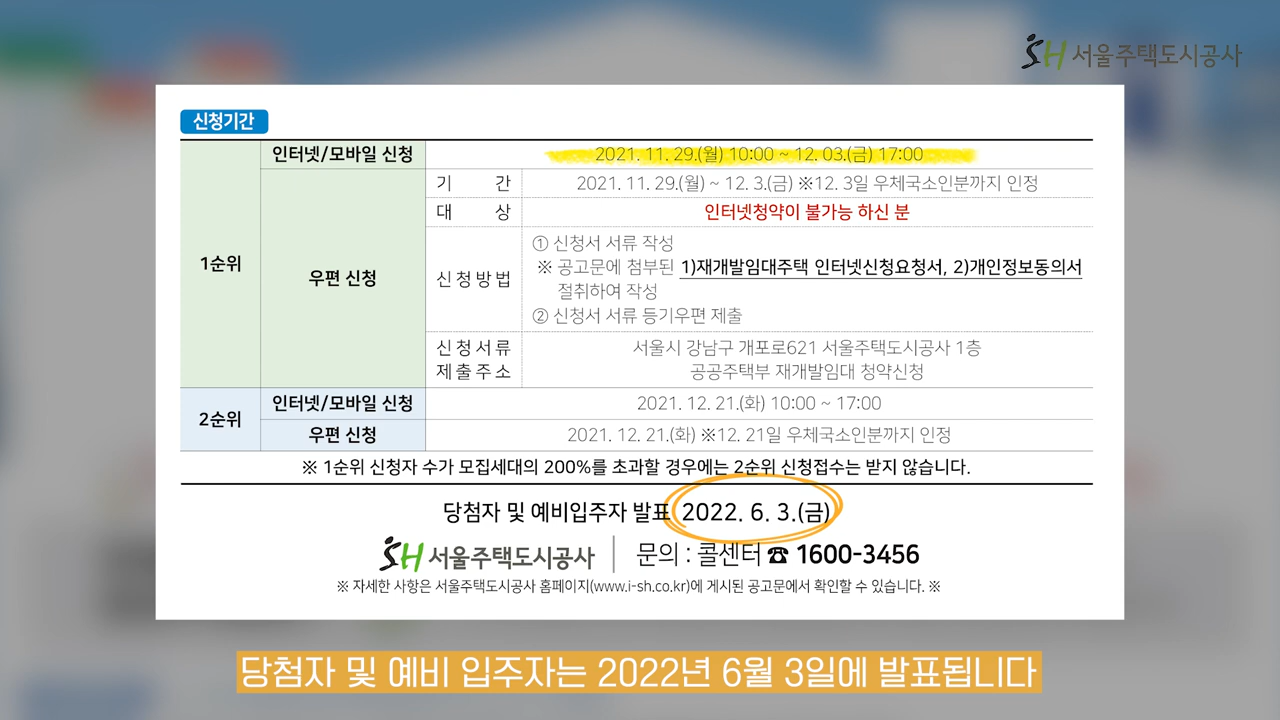 SH 서울주택도시공사
신청기간
1순위
인터넷/모바일 신청
2021. 11. 29.(월) 10:00 ~ 12. 03.(금) 17:00
우편 신청
기 간
2021. 11. 29.(월) ~ 12. 3.(금) ※12. 3일 우체국소인분까지 인정
대 상
인터넷청약이 불가능 하신 분
신청방법
① 신청서 서류 작성
※ 공고문에 첨부된 1)재개발임대주택 인터넷신청요청서, 2)개인정보동의서
절취하여 작성
② 신청서 서류 등기우편 제출
신청서류
제출주소
서울시 강남구 개포로621 서울주택도시공사 1층
공공주택부 재개발임대 청약신청
2순위
인터넷/모바일 신청
2021. 12. 21.(화) 10:00 ~ 17:00
우편 신청
2021. 12. 21.(화) ※12. 21일 우체국소인분까지 인정
※ 1순위 신청자 수가 모집세대의 200%를 초과할 경우에는 2순위 신청접수는 받지 않습니다.
당첨자 및 예비입주자 발표 2022. 6. 3.(금)
SH 서울주택도시공사 | 문의 : 콜센터 ☎ 1600-3456
※ 자세한 사항은 서울주택도시공사 홈페이지(www.i-sh.co.kr)에 게시된 공고문에서 확인할 수 있습니다. ※
당첨자 및 예비 입주자는 2022년 6월 3일에 발표됩니다